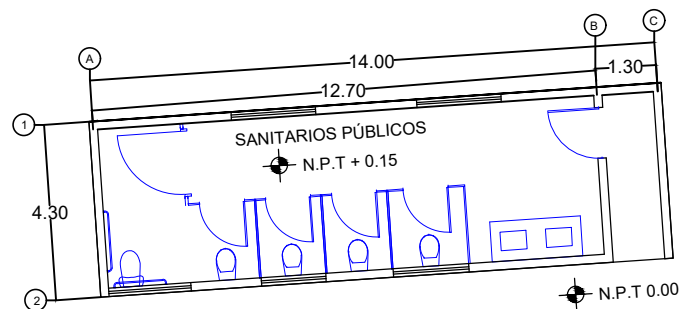 A
B
C
14.00
12.70
1.30
1
SANITARIOS PÚBLICOS
N.P.T + 0.15
4.30
2
N.P.T 0.00